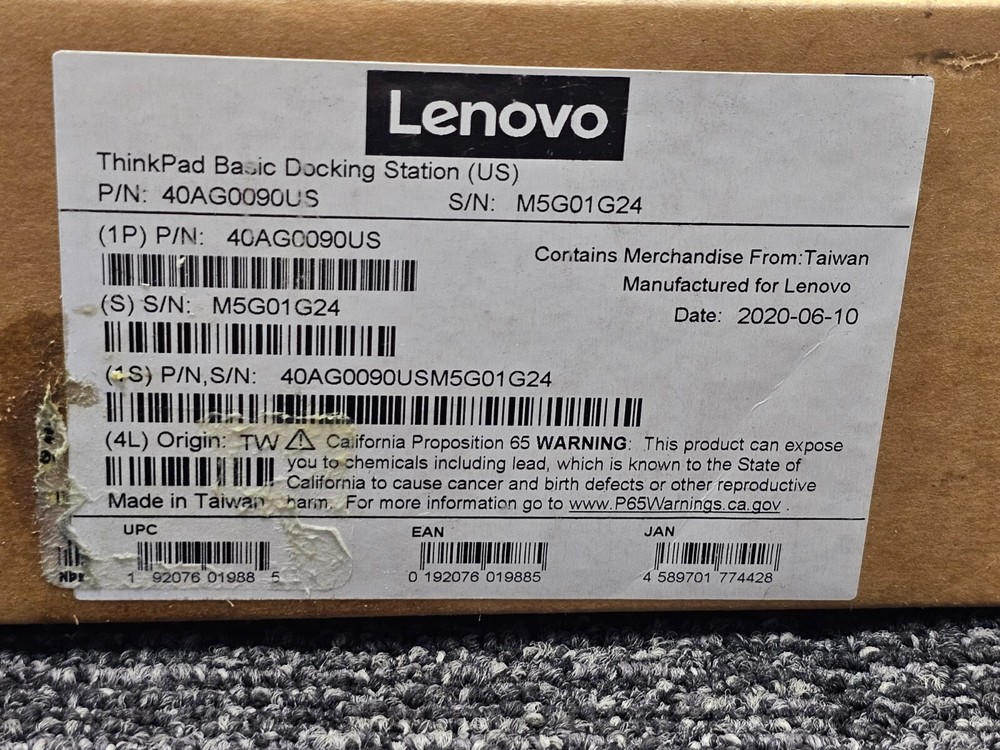 Lenovo
ThinkPad Basic Docking Station (US)
P/N: 40AG0090US S/N: M5G01G24
(1P) P/N: 40AG0090US
Contains Merchandise From:Taiwan
Manufactured for Lenovo
(S) S/N: M5G01G24
Date: 2020-06-10
(1S) P/N,S/N: 40AG0090USM5G01G24
(4L) Origin: TW ⚠ California Proposition 65 WARNING: This product can expose
you to chemicals including lead, which is known to the State of
California to cause cancer and birth defects or other reproductive
Made in Taiwan harm. For more information go to www.P65Warnings.ca.gov .
UPC EAN JAN
1 92076 01988 5 0 192076 019885 4 589701 774428